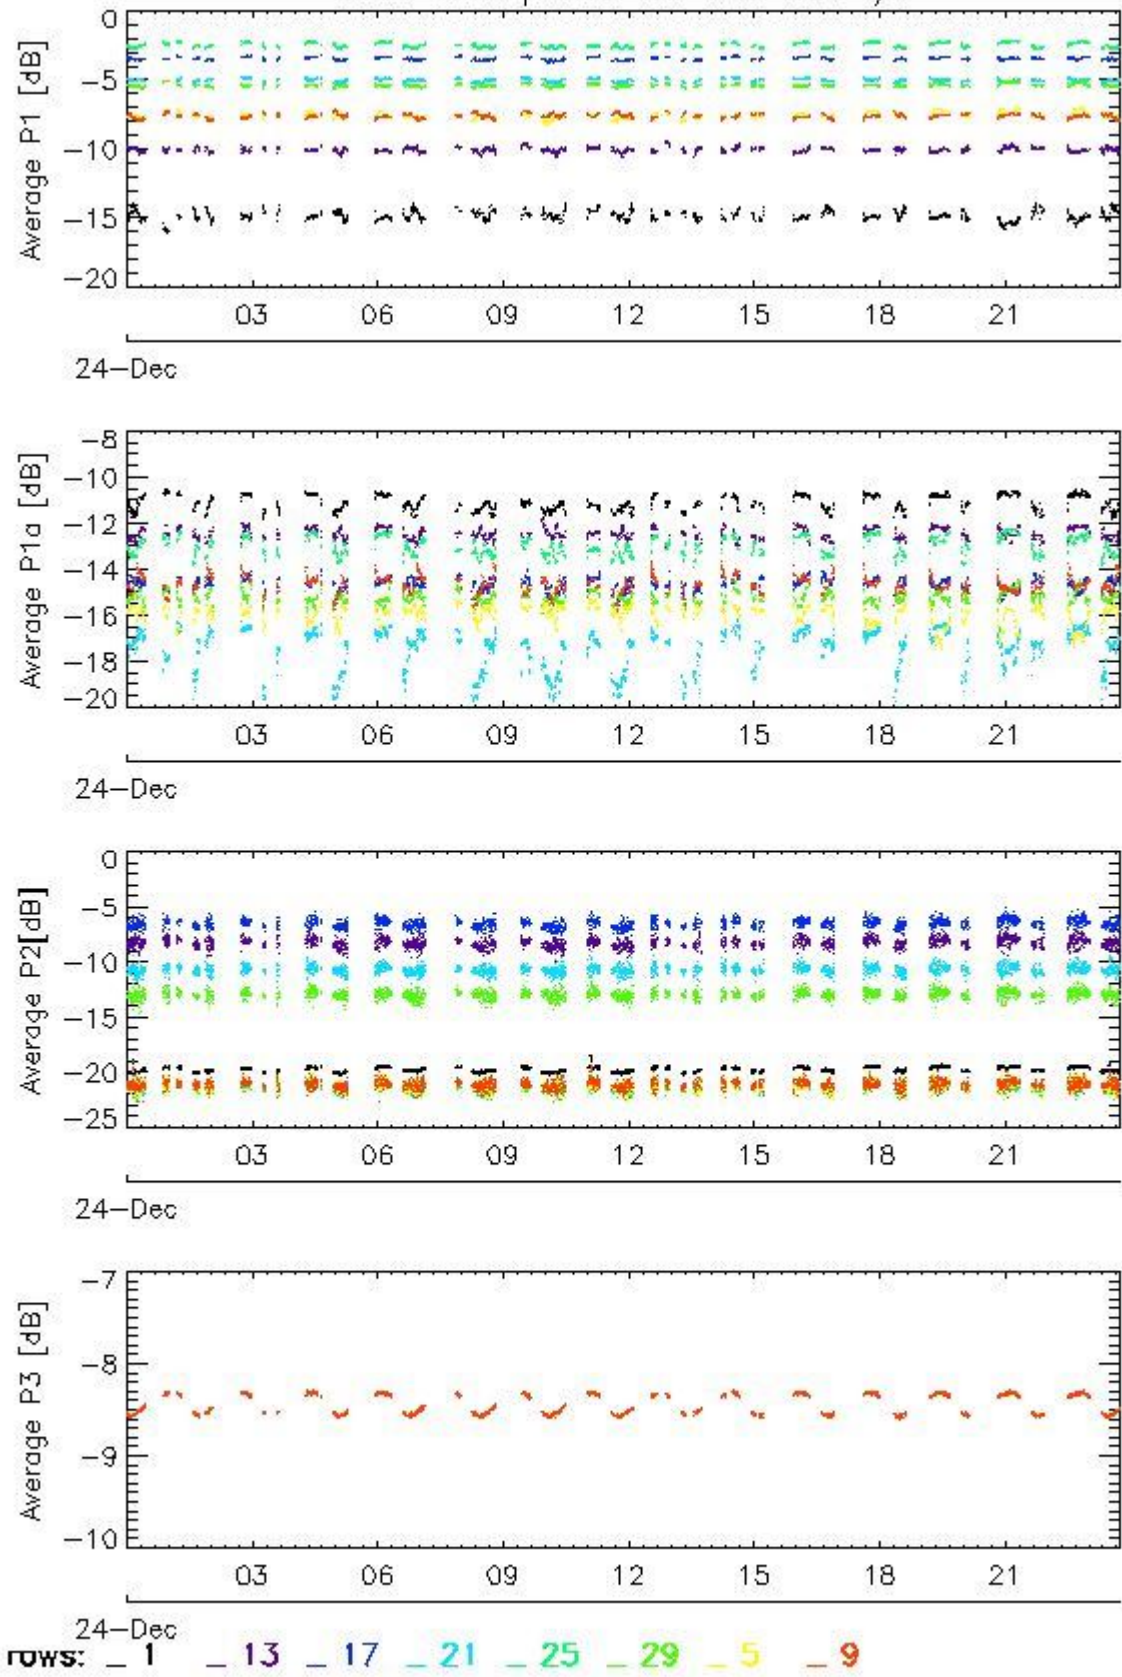 0
−5
−10
−15
−20
Average P1 [dB]
03 06 09 12 15 18 21
24−Dec
−8
−10
−12
−14
−16
−18
−20
Average P1a [dB]
03 06 09 12 15 18 21
24−Dec
0
−5
−10
−15
−20
−25
Average P2[dB]
03 06 09 12 15 18 21
24−Dec
−7
−8
−9
−10
Average P3 [dB]
03 06 09 12 15 18 21
24−Dec
rows: _ 1 _ 13 _ 17 _ 21 _ 25 _ 29 _ 5 _ 9